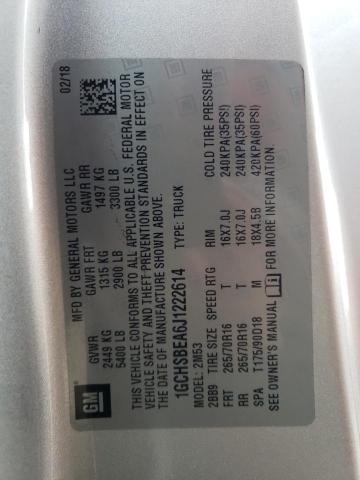 MFD BY GENERAL MOTORS LLC 02/18
GVWR GAWR FRT GAWR RR
2449 KG 1315 KG 1497 KG
5400 LB 2900 LB 3300 LB
THIS VEHICLE CONFORMS TO ALL APPLICABLE U.S. FEDERAL MOTOR
VEHICLE SAFETY AND THEFT PREVENTION STANDARDS IN EFFECT ON
THE DATE OF MANUFACTURE SHOWN ABOVE.
1GCHSBEA6J1222614 TYPE: TRUCK
MODEL: 2M53
2BB9 TIRE SIZE SPEED RTG RIM COLD TIRE PRESSURE
FRT 265/70R16 T 16X7.0J 240KPA(35PSI)
RR 265/70R16 T 16X7.0J 240KPA(35PSI)
SPA T175/90D18 M 18X4.5B 420KPA(60PSI)
SEE OWNER'S MANUAL FOR MORE INFORMATION
GM